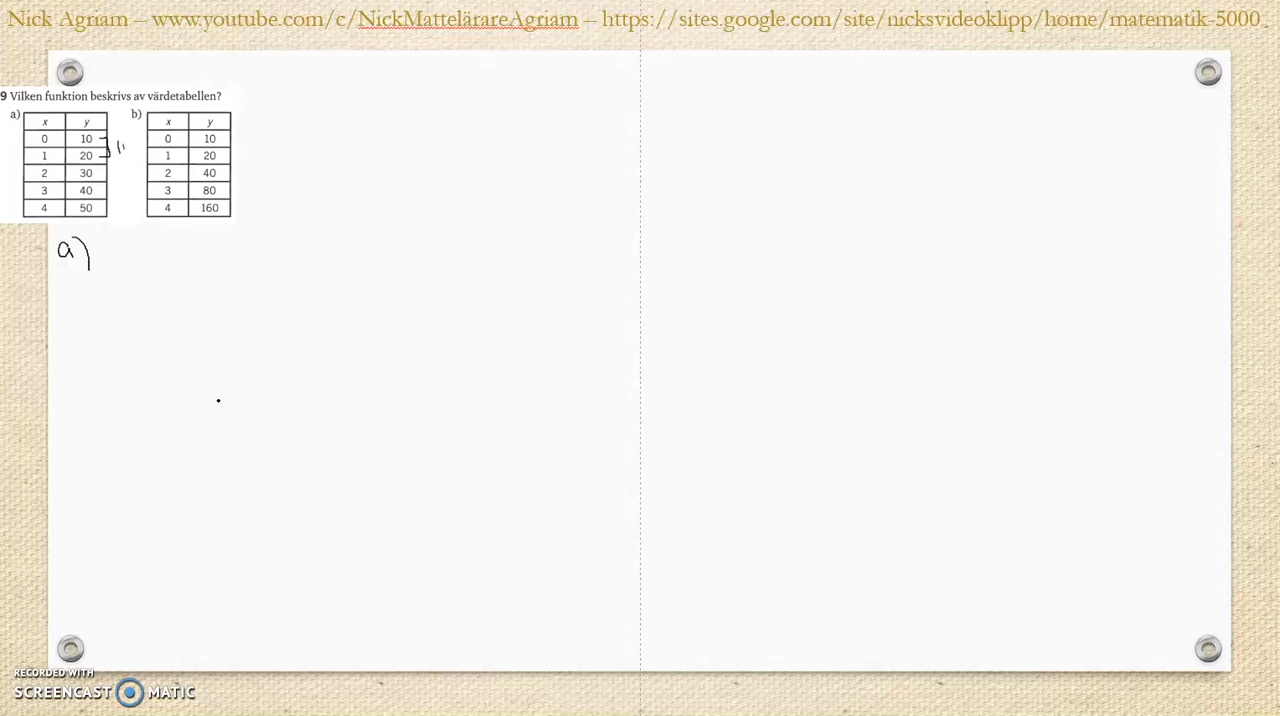 Nick Agriam – www.youtube.com/c/NickMattelärareAgriam – https://sites.google.com/site/nicksvideoklipp/home/matematik-5000
9 Vilken funktion beskrivs av värdetabellen?
a) b)
x y x y
0 10 0 10
1 20 1 20
2 30 2 40
3 40 3 80
4 50 4 160
a)
RECORDED WITH
SCREENCAST MATIC